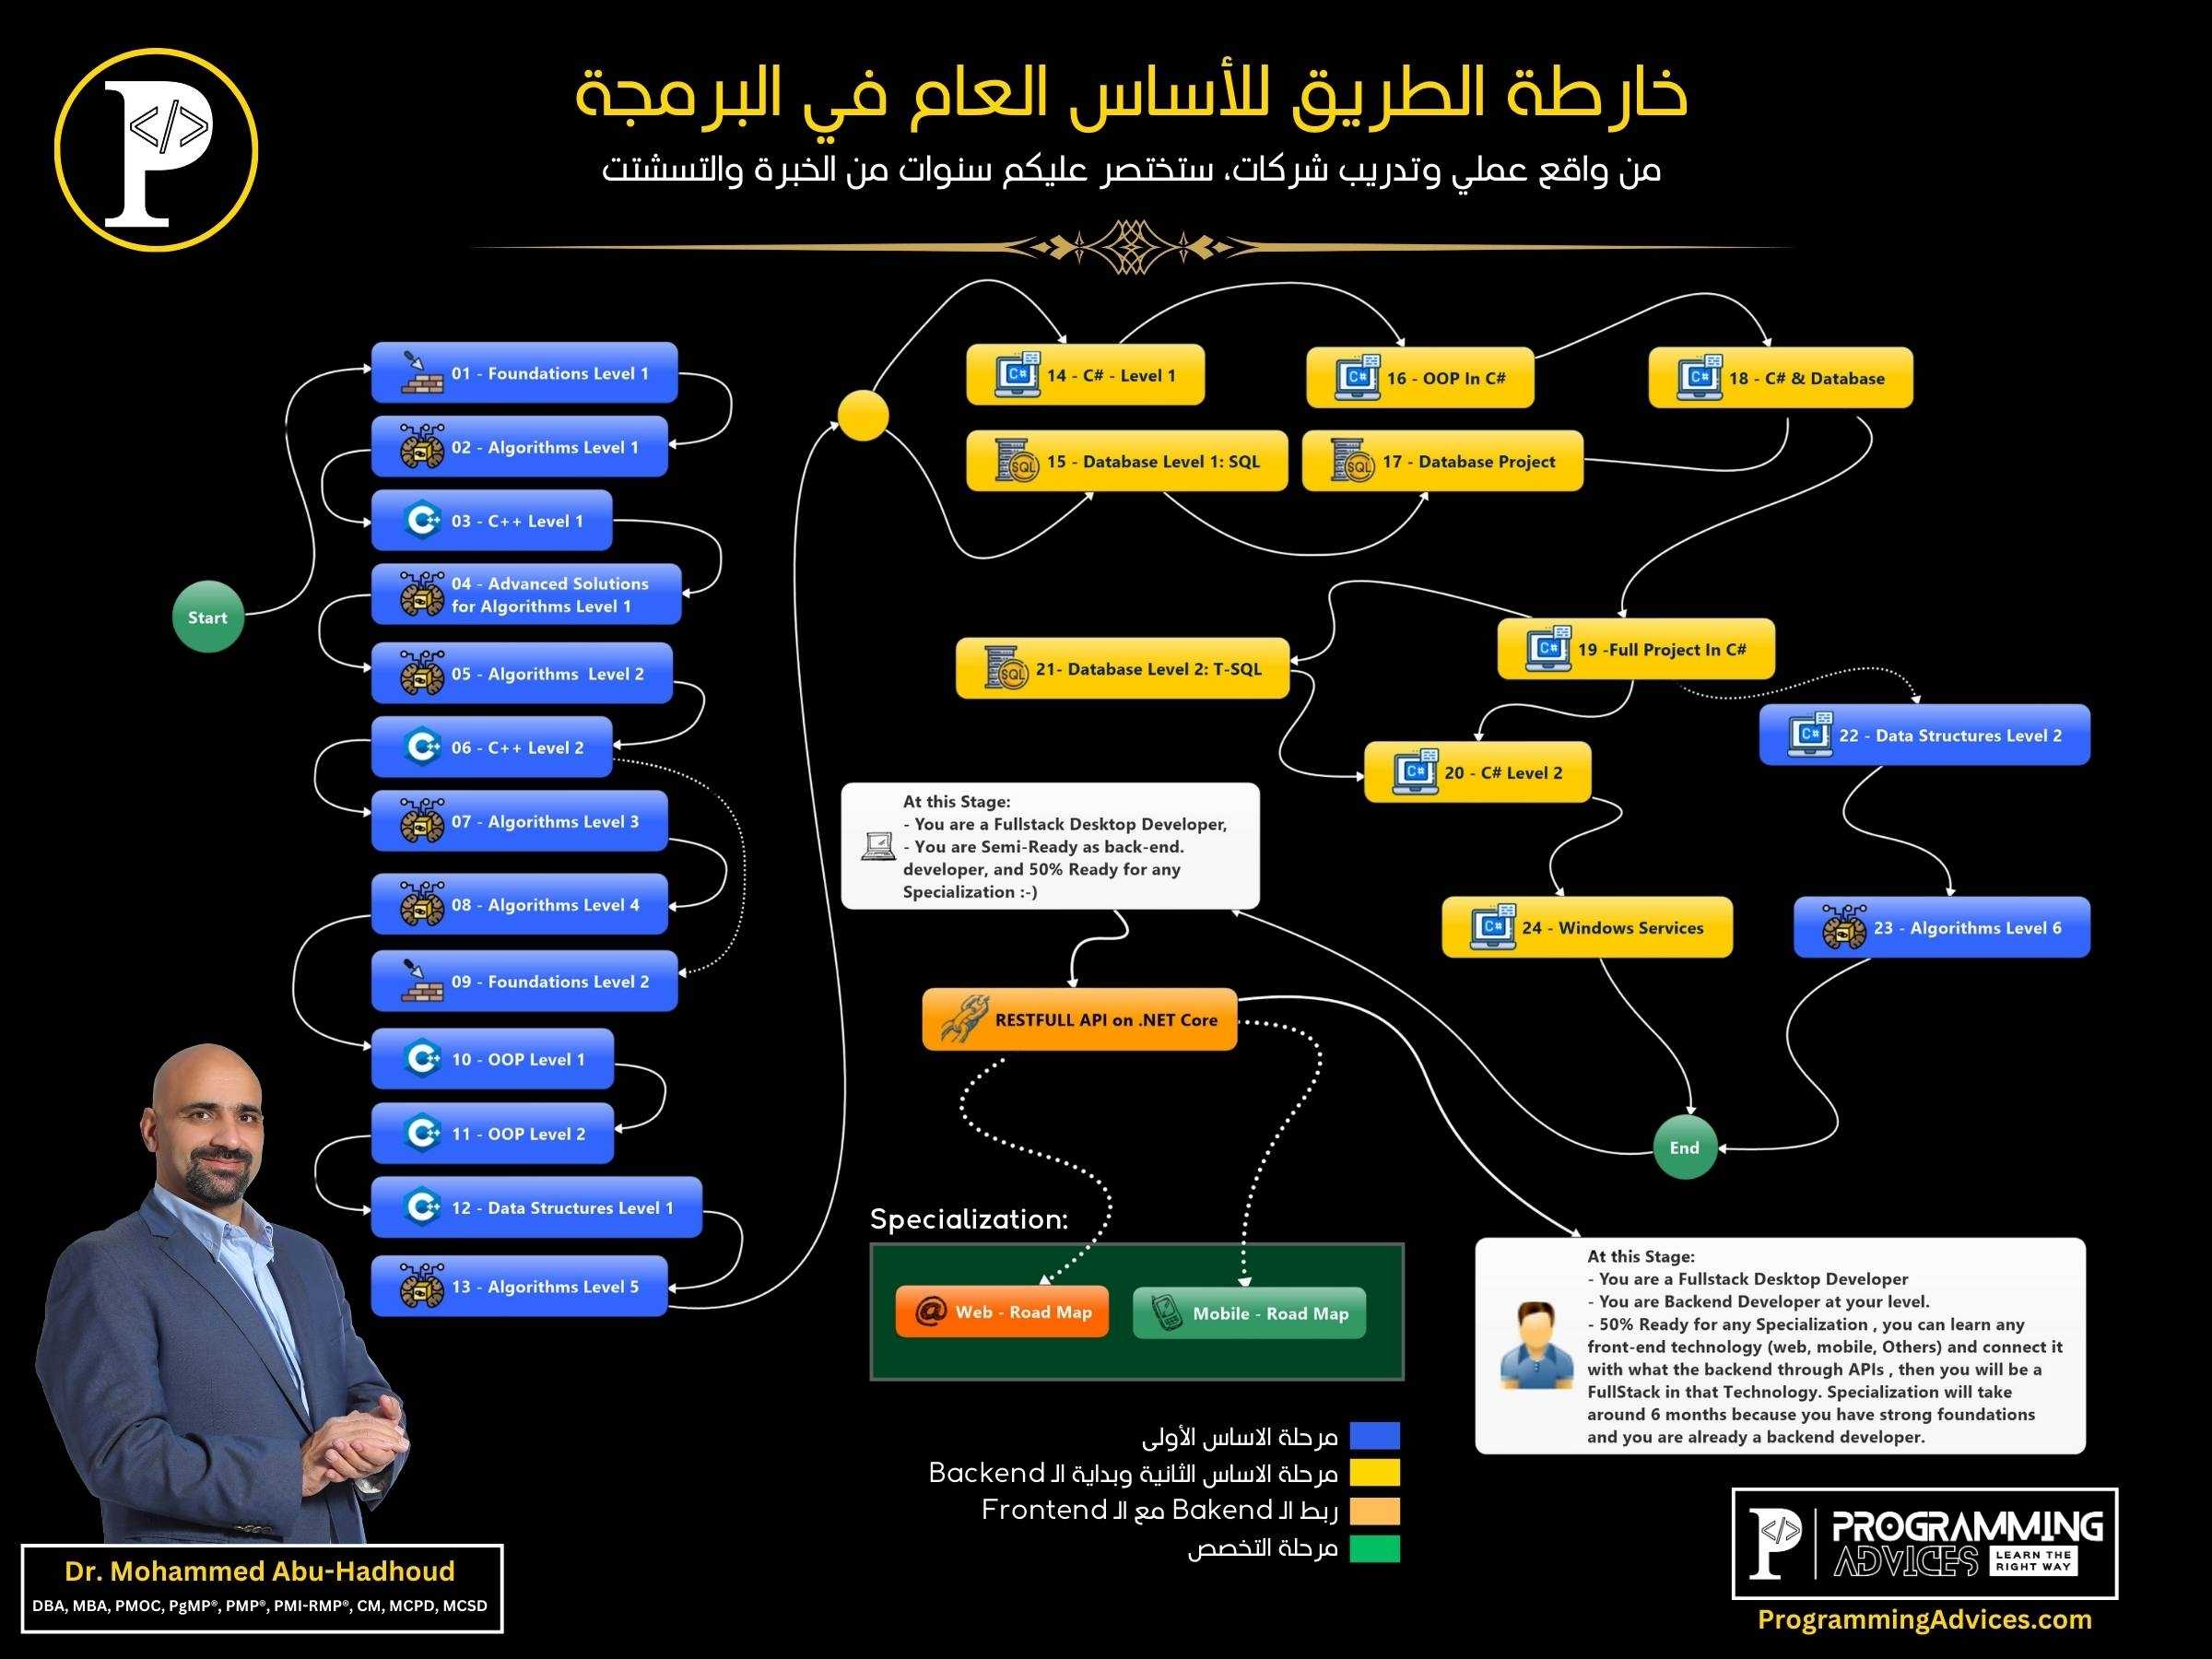 خارطة الطريق للأساس العام في البرمجة
من واقع عملي وتدريب شركات، ستختصر عليكم سنوات من الخبرة والتسشتت
P
</>
Start
01 - Foundations Level 1
02 - Algorithms Level 1
03 - C++ Level 1
04 - Advanced Solutions
for Algorithms Level 1
05 - Algorithms Level 2
06 - C++ Level 2
07 - Algorithms Level 3
08 - Algorithms Level 4
09 - Foundations Level 2
10 - OOP Level 1
11 - OOP Level 2
12 - Data Structures Level 1
13 - Algorithms Level 5
14 - C# - Level 1
16 - OOP In C#
18 - C# & Database
15 - Database Level 1: SQL
17 - Database Project
19 -Full Project In C#
21- Database Level 2: T-SQL
22 - Data Structures Level 2
20 - C# Level 2
24 - Windows Services
23 - Algorithms Level 6
End
At this Stage:
- You are a Fullstack Desktop Developer,
- You are Semi-Ready as back-end.
developer, and 50% Ready for any
Specialization :-)
RESTFULL API on .NET Core
Specialization:
Web - Road Map
Mobile - Road Map
At this Stage:
- You are a Fullstack Desktop Developer
- You are Backend Developer at your level.
- 50% Ready for any Specialization , you can learn any
front-end technology (web, mobile, Others) and connect it
with what the backend through APIs , then you will be a
FullStack in that Technology. Specialization will take
around 6 months because you have strong foundations
and you are already a backend developer.
مرحلة الاساس الأولى
مرحلة الاساس الثانية وبداية الـ Backend
ربط الـ Bakend مع الـ Frontend
مرحلة التخصص
Dr. Mohammed Abu-Hadhoud
DBA, MBA, PMOC, PgMP®, PMP®, PMI-RMP®, CM, MCPD, MCSD
P
</>
PROGRAMMING
ADVICES
LEARN THE
RIGHT WAY
ProgrammingAdvices.com